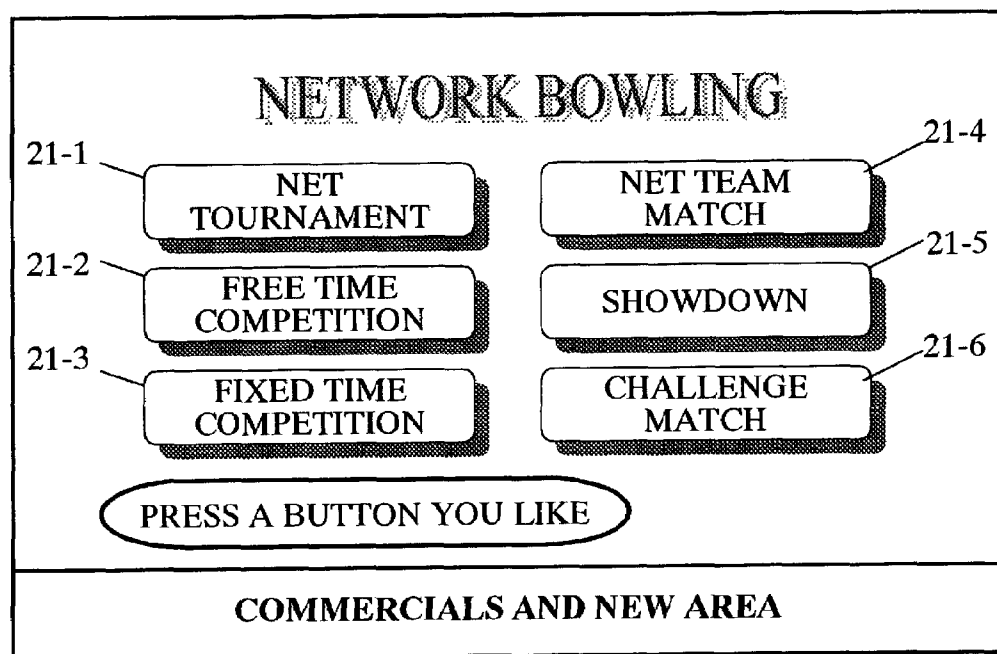 NETWORK BOWLING
21-1
NET
TOURNAMENT
21-4
NET TEAM
MATCH
21-2
FREE TIME
COMPETITION
21-5
SHOWDOWN
21-3
FIXED TIME
COMPETITION
21-6
CHALLENGE
MATCH
PRESS A BUTTON YOU LIKE
COMMERCIALS AND NEW AREA